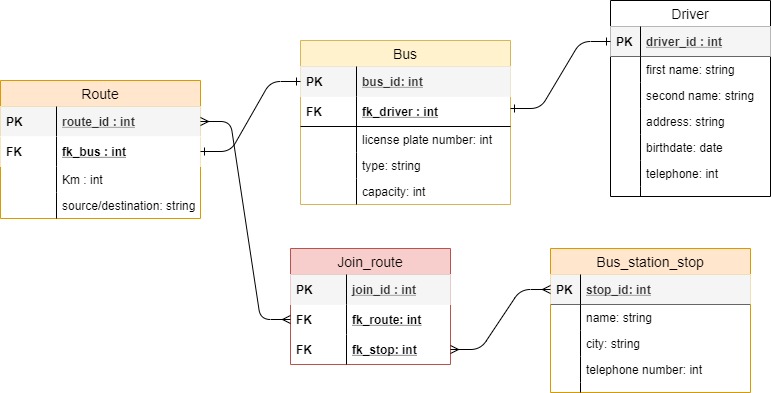 Driver
PK driver_id : int
first name: string
second name: string
address: string
birthdate: date
telephone: int
Bus
PK bus_id: int
FK fk_driver : int
license plate number: int
type: string
capacity: int
Route
PK route_id : int
FK fk_bus : int
Km : int
source/destination: string
Join_route
PK join_id : int
FK fk_route: int
FK fk_stop: int
Bus_station_stop
PK stop_id: int
name: string
city: string
telephone number: int